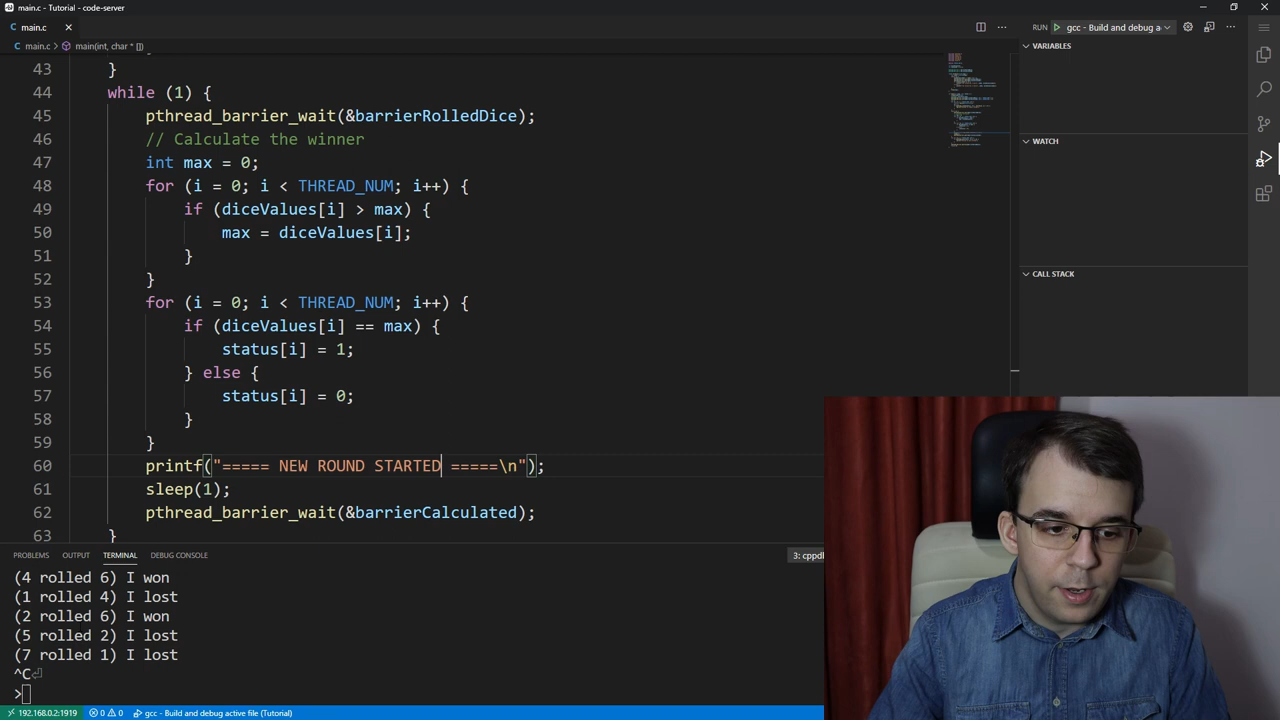 main.c - Tutorial - code-server
main.c
RUN gcc - Build and debug a
main.c > main(int, char * [])
VARIABLES
WATCH
CALL STACK
43 }
44 while (1) {
45 pthread_barrier_wait(&barrierRolledDice);
46 // Calculate the winner
47 int max = 0;
48 for (i = 0; i < THREAD_NUM; i++) {
49 if (diceValues[i] > max) {
50 max = diceValues[i];
51 }
52 }
53 for (i = 0; i < THREAD_NUM; i++) {
54 if (diceValues[i] == max) {
55 status[i] = 1;
56 } else {
57 status[i] = 0;
58 }
59 }
60 printf("===== NEW ROUND STARTED =====\n");
61 sleep(1);
62 pthread_barrier_wait(&barrierCalculated);
63 }
PROBLEMS OUTPUT TERMINAL DEBUG CONSOLE 3: cppd
(4 rolled 6) I won
(1 rolled 4) I lost
(2 rolled 6) I won
(5 rolled 2) I lost
(7 rolled 1) I lost
^C⏎
>
192.168.0.2:1919 0 0 gcc - Build and debug active file (Tutorial)